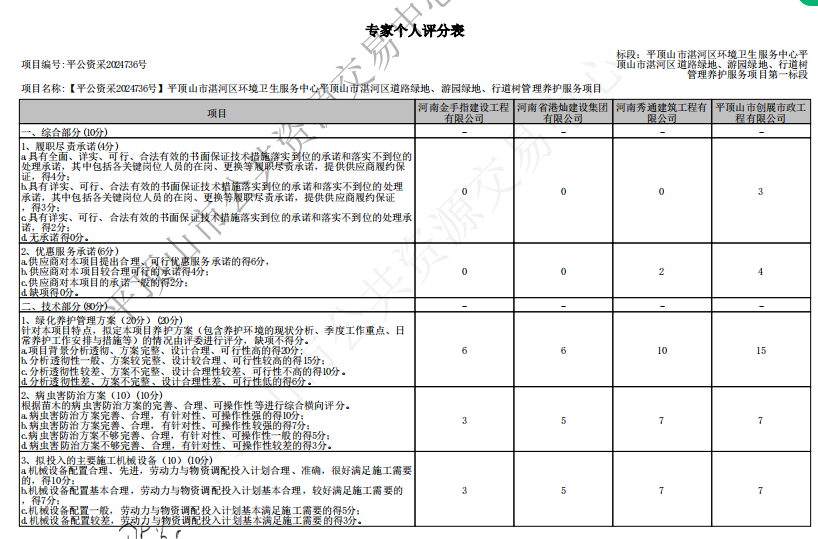 专家个人评分表
项目编号:平公资采2024736号
标段：平顶山市湛河区环境卫生服务中心平
顶山市湛河区道路绿地、游园绿地、行道树
管理养护服务项目第一标段
项目名称:【平公资采2024736号】平顶山市湛河区环境卫生服务中心平顶山市湛河区道路绿地、游园绿地、行道树管理养护服务项目
项目
河南金手指建设工程
有限公司
河南省港灿建设集团
有限公司
河南秀通建筑工程有
限公司
平顶山市创展市政工
程有限公司
一、综合部分(10分)
- - - -
1、履职尽责承诺(4分)
a.具有全面、详实、可行、合法有效的书面保证技术措施落实到位的承诺和落实不到位的
处理承诺，其中包括各关键岗位人员的在岗、更换等履职尽责承诺，提供供应商履约保
证，得4分；
b.具有详实、可行、合法有效的书面保证技术措施落实到位的承诺和落实不到位的处理
承诺，其中包括各关键岗位人员的在岗、更换等履职尽责承诺，提供供应商履约保证
，得3分；
c.具有详实、可行、合法有效的书面保证技术措施落实到位的承诺和落实不到位的处理承
诺，得2分；
d.无承诺得0分。
0 0 0 3
2、优惠服务承诺(6分)
a.供应商对本项目提出合理、可行优惠服务承诺的得6分，
b.供应商对本项目较合理可行的承诺得4分；
c.供应商对本项目的承诺一般的得2分；
d.缺项得0分。
0 0 2 4
二、技术部分(80分)
- - - -
1、绿化养护管理方案（20分）(20分)
针对本项目特点，拟定本项目养护方案（包含养护环境的现状分析、季度工作重点、日
常养护工作安排与措施等）的情况由评委进行评分，缺项不得分。
a.项目背景分析透彻、方案完整、设计合理、可行性高的得20分；
b.分析透彻性一般、方案较完整、设计较合理、可行性较高的得15分；
c.分析透彻性较差、方案不完整、设计合理性较差、可行性不高的得10分。
d.分析透彻性差、方案不完整、设计合理性差、可行性低的得6分。
6 6 10 15
2、病虫害防治方案（10）(10分)
根据苗木的病虫害防治方案的完善、合理、可操作性等进行综合横向评分。
a.病虫害防治方案完善、合理，有针对性、可操作性强的得10分；
b.病虫害防治方案完善、合理，有针对性、可操作性较强的得7分；
c.病虫害防治方案不够完善、合理，有针对性、可操作性一般的得5分；
d.病虫害防治方案不够完善、合理，有针对性、可操作性较差的得3分。
3 5 7 7
3、拟投入的主要施工机械设备（10）(10分)
a.机械设备配置合理、先进，劳动力与物资调配投入计划合理、准确，很好满足施工需要
的，得10分；
b.机械设备配置基本合理，劳动力与物资调配投入计划基本合理，较好满足施工需要的
，得7分；
c.机械设备配置一般，劳动力与物资调配投入计划基本满足施工需要的得5分；
d.机械设备配置较差，劳动力与物资调配投入计划基本满足施工需要的得3分。
3 5 7 7
平顶山市公共资源交易中心